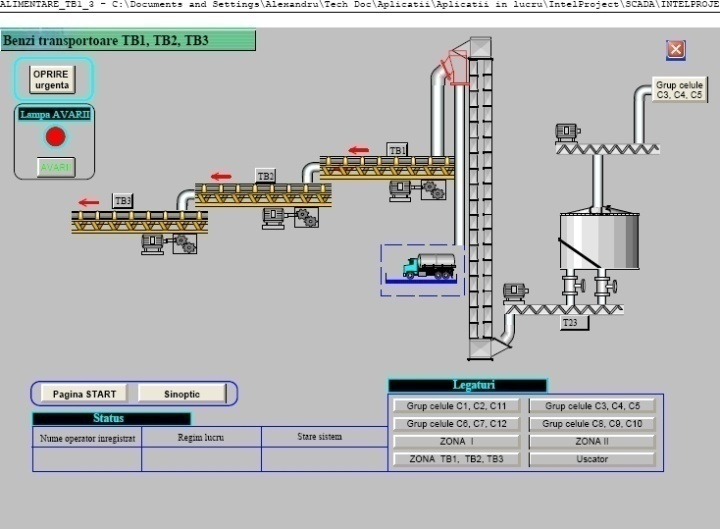 ALIMENTARE_TB1_3 - C:\Documents and Settings\Alexandru\Tech Doc\Aplicatii\Aplicatii in lucru\IntelProject\SCADA\INTELPROJE
Benzi transportoare TB1, TB2, TB3
OPRIRE
urgenta
Lampa AVARII
AVARII
Grup celule
C3, C4, C5
TB1
TB2
TB3
T23
Pagina START
Sinoptic
Status
Nume operator inregistrat
Regim lucru
Stare sistem
Legaturi
Grup celule C1, C2, C11
Grup celule C3, C4, C5
Grup celule C6, C7, C12
Grup celule C8, C9, C10
ZONA I
ZONA II
ZONA TB1, TB2, TB3
Uscator